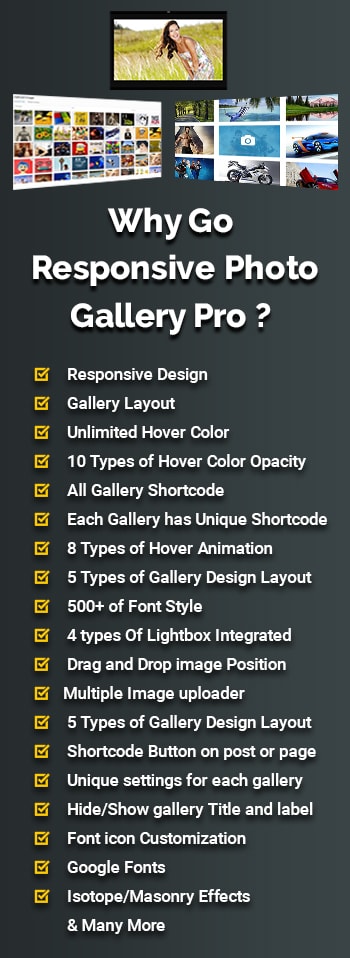 Why Go
Responsive Photo
Gallery Pro ?
Responsive Design
Gallery Layout
Unlimited Hover Color
10 Types of Hover Color Opacity
All Gallery Shortcode
Each Gallery has Unique Shortcode
8 Types of Hover Animation
5 Types of Gallery Design Layout
500+ of Font Style
4 types Of Lightbox Integrated
Drag and Drop image Position
Multiple Image uploader
5 Types of Gallery Design Layout
Shortcode Button on post or page
Unique settings for each gallery
Hide/Show gallery Title and label
Font icon Customization
Google Fonts
Isotope/Masonry Effects
& Many More